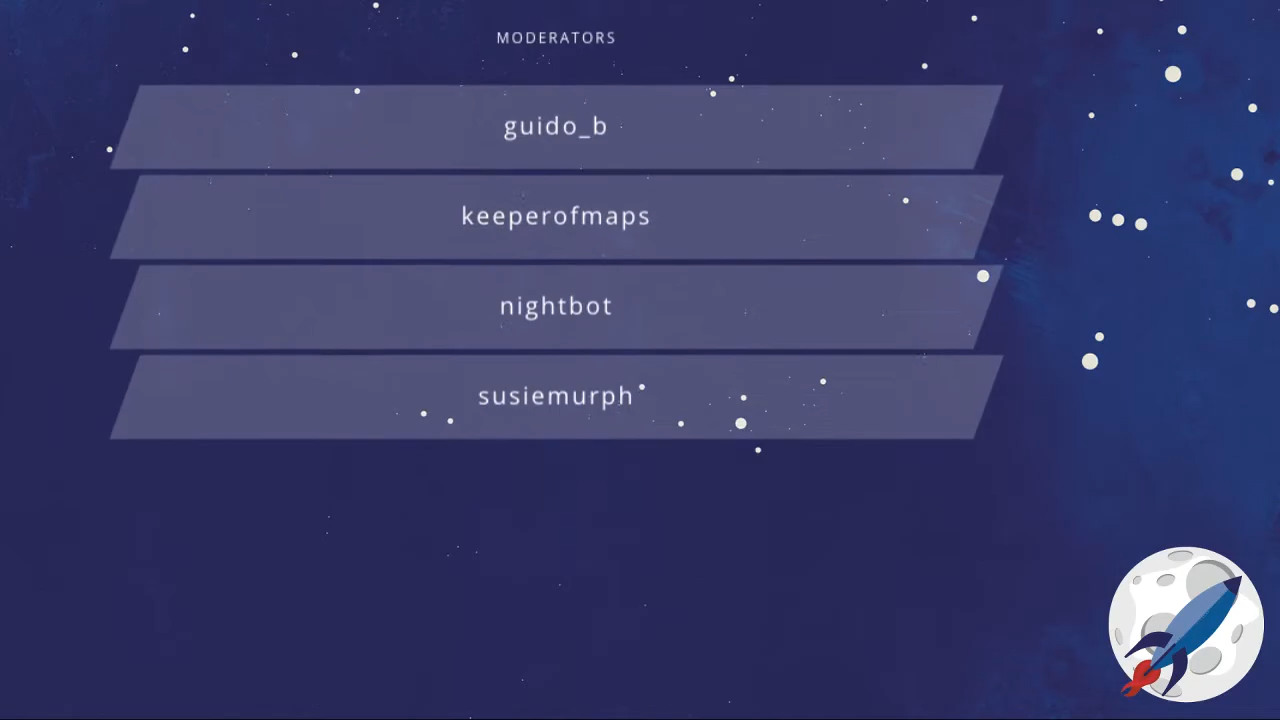 MODERATORS
guido_b
keeperofmaps
nightbot
susiemurph